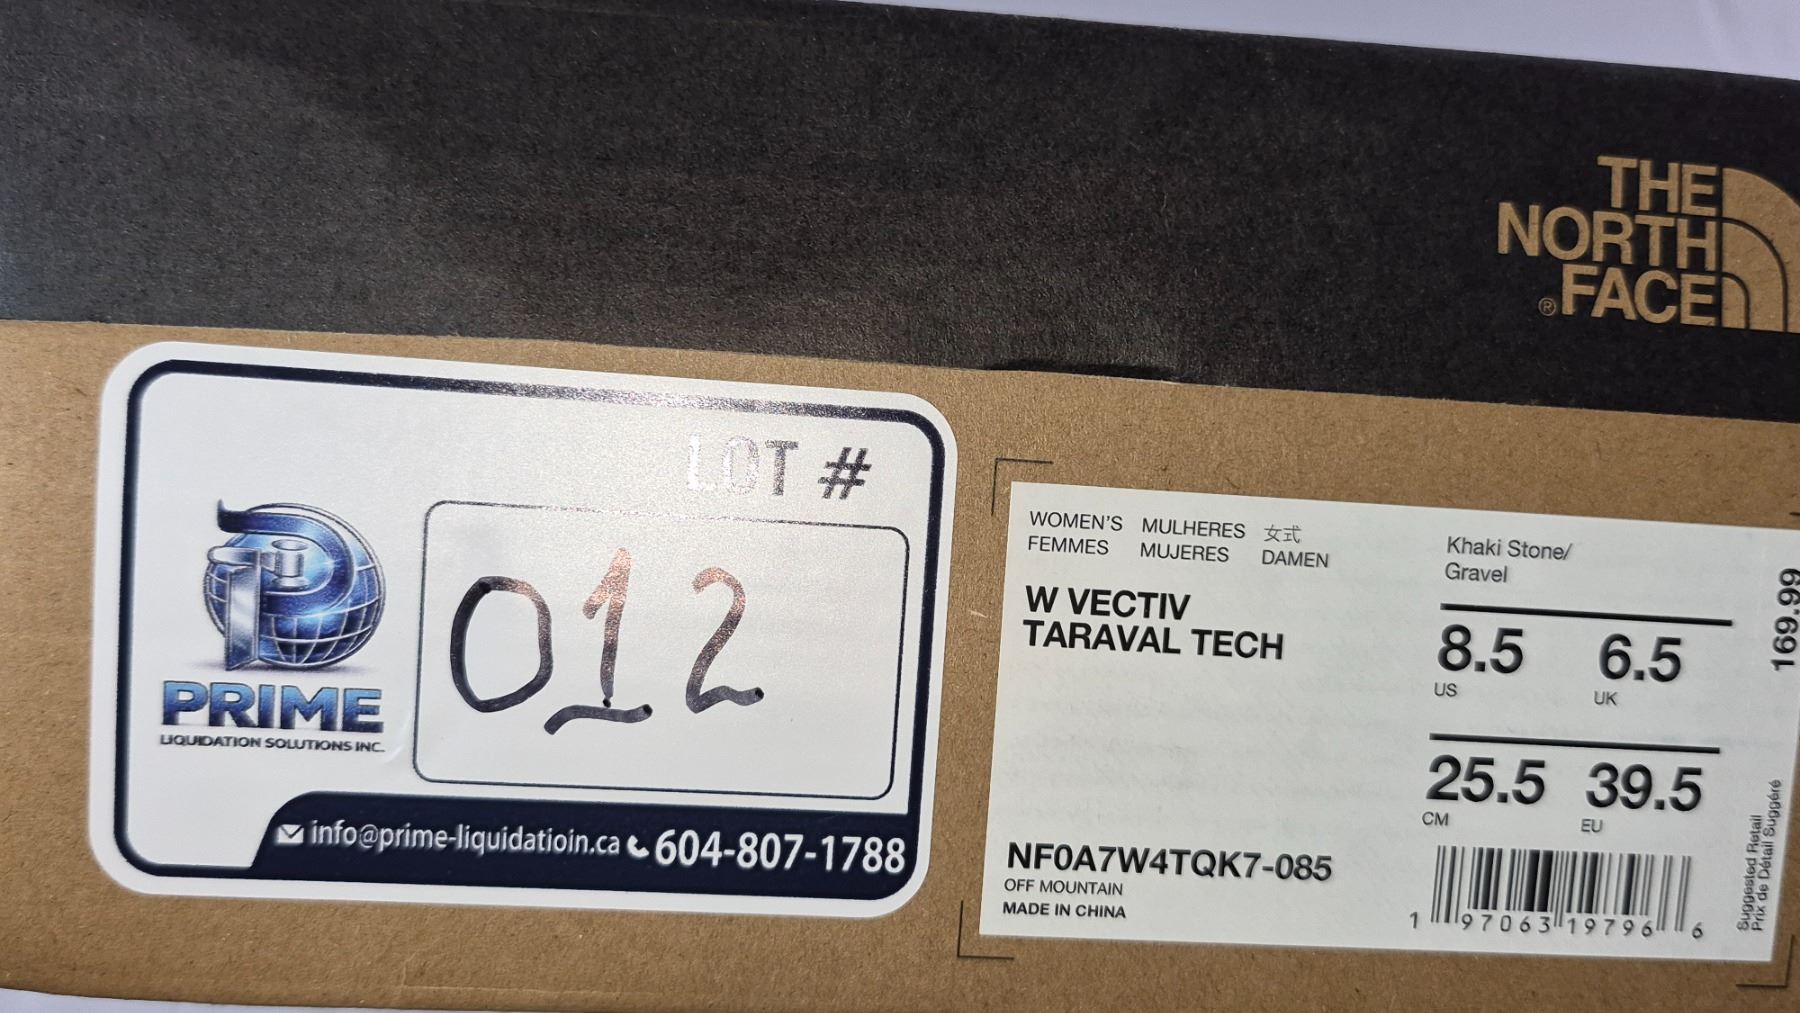 THE
NORTH
FACE
®
LOT #
012
PRIME
LIQUIDATION SOLUTIONS INC.
info@prime-liquidatioin.ca 604-807-1788
WOMEN'S MULHERES 女式
FEMMES MUJERES DAMEN
W VECTIV
TARAVAL TECH
NF0A7W4TQK7-085
OFF MOUNTAIN
MADE IN CHINA
Khaki Stone/
Gravel
8.5 6.5
US UK
25.5 39.5
CM EU
1 97063 19796 6
169.99
Suggested Retail
Prix de Détail Suggéré